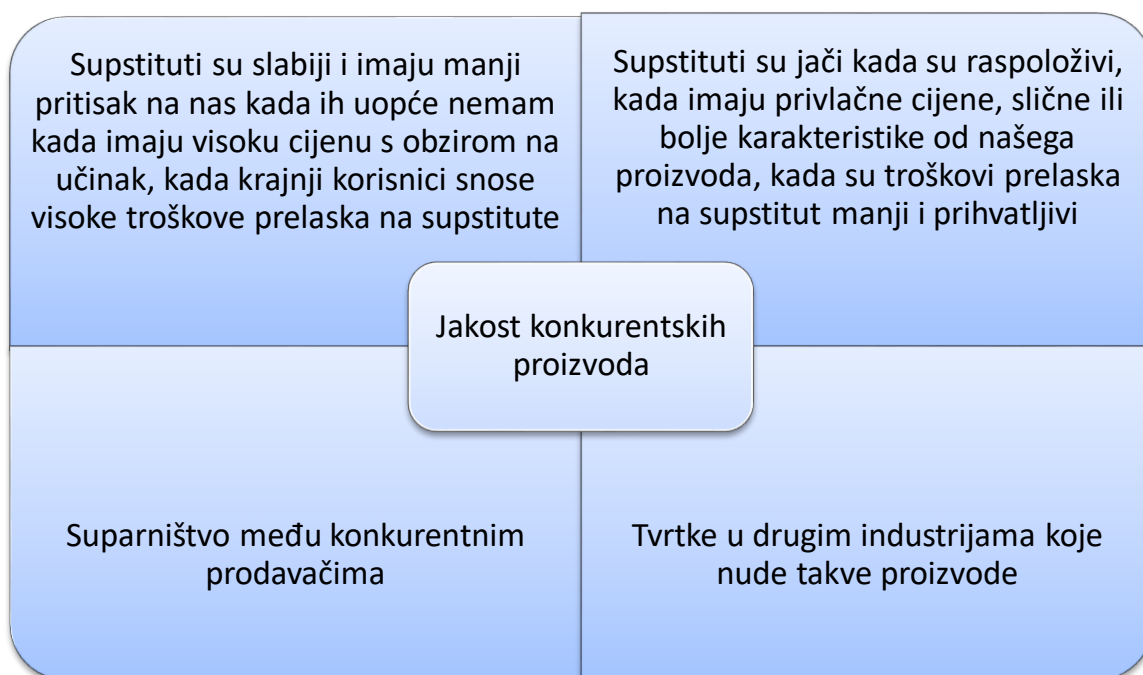 Supstituti su slabiji i imaju manji
pritisak na nas kada ih uopće nemam
kada imaju visoku cijenu s obzirom na
učinak, kada krajnji korisnici snose
visoke troškove prelaska na supstitute
Supstituti su jači kada su raspoloživi,
kada imaju privlačne cijene, slične ili
bolje karakteristike od našega
proizvoda, kada su troškovi prelaska
na supstitut manji i prihvatljivi
Jakost konkurentskih
proizvoda
Suparništvo među konkurentnim
prodavačima
Tvrtke u drugim industrijama koje
nude takve proizvode